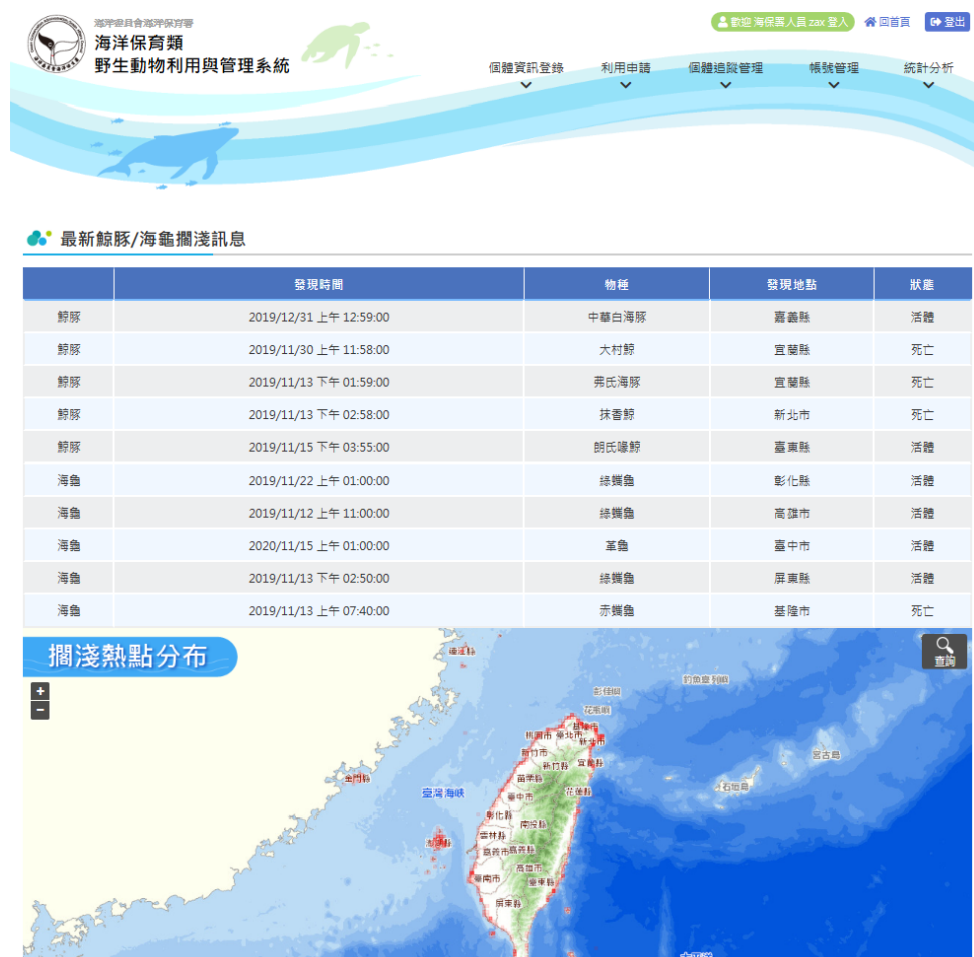 海洋委員會海洋保育署
海洋保育類
野生動物利用與管理系統
歡迎 海保署人員 zax 登入 回首頁 登出
個體資訊登錄 利用申請 個體追蹤管理 帳號管理 統計分析
最新鯨豚/海龜擱淺訊息
發現時間 物種 發現地點 狀態
鯨豚 2019/12/31 上午 12:59:00 中華白海豚 嘉義縣 活體
鯨豚 2019/11/30 上午 11:58:00 大村鯨 宜蘭縣 死亡
鯨豚 2019/11/13 下午 01:59:00 弗氏海豚 宜蘭縣 死亡
鯨豚 2019/11/13 下午 02:58:00 抹香鯨 新北市 死亡
鯨豚 2019/11/15 下午 03:55:00 朗氏喙鯨 臺東縣 活體
海龜 2019/11/22 上午 01:00:00 綠蠵龜 彰化縣 活體
海龜 2019/11/12 上午 11:00:00 綠蠵龜 高雄市 活體
海龜 2020/11/15 上午 01:00:00 革龜 臺中市 活體
海龜 2019/11/13 下午 02:50:00 綠蠵龜 屏東縣 活體
海龜 2019/11/13 上午 07:40:00 赤蠵龜 基隆市 死亡
擱淺熱點分布
查詢
+
-
連江縣
釣魚臺列嶼
彭佳嶼
花瓶嶼
基隆市
桃園市 臺北市
新北市
新竹市
宮古島
新竹縣 宜蘭縣
金門縣
苗栗縣
石垣島
臺灣海峽
花蓮縣
臺中市
彰化縣
南投縣
雲林縣
澎湖縣
嘉義市 嘉義縣
高雄市
臺南市
臺東縣
屏東縣
太平洋